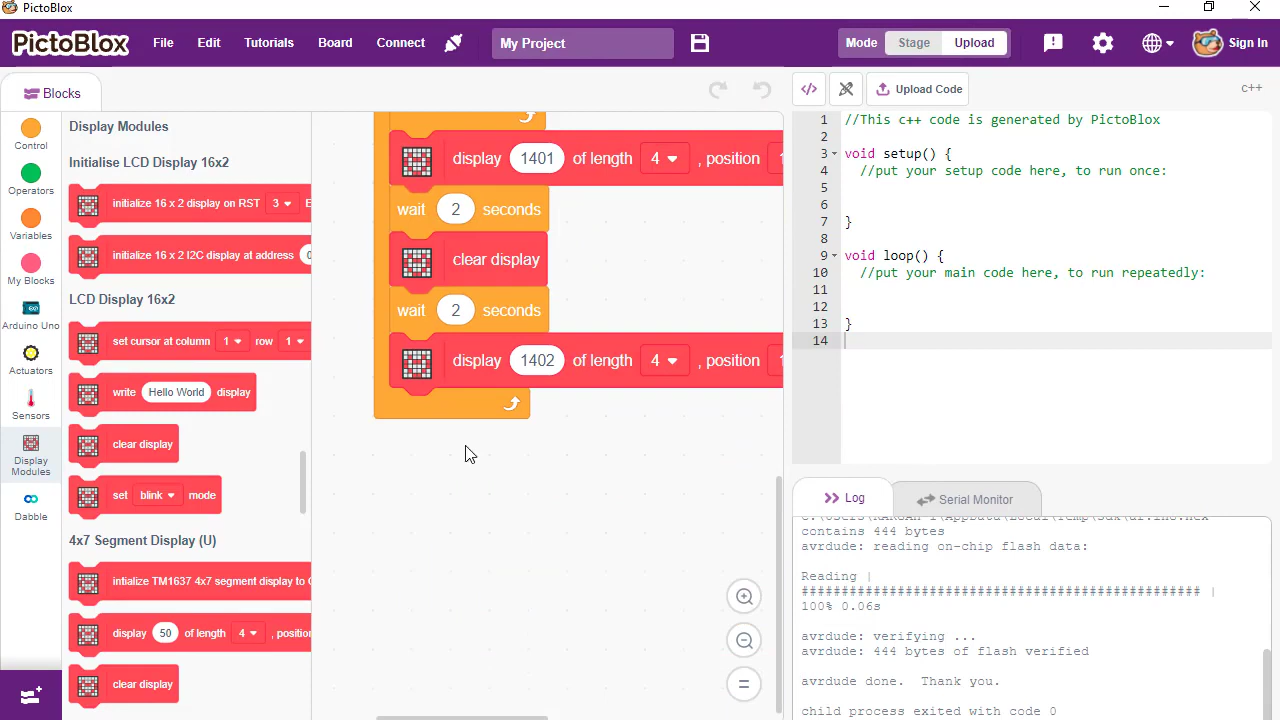 PictoBlox
PictoBlox File Edit Tutorials Board Connect My Project Mode Stage Upload Sign In
Blocks
Control
Operators
Variables
My Blocks
Arduino Uno
Actuators
Sensors
Display
Modules
Dabble
Display Modules
Initialise LCD Display 16x2
initialize 16 x 2 display on RST 3
initialize 16 x 2 I2C display at address
LCD Display 16x2
set cursor at column 1 row 1
write Hello World display
clear display
set blink mode
4x7 Segment Display (U)
intialize TM1637 4x7 segment display to
display 50 of length 4 , position
clear display
display 1401 of length 4 , position
wait 2 seconds
clear display
wait 2 seconds
display 1402 of length 4 , position
</> Upload Code C++
1 //This c++ code is generated by PictoBlox
2
3 void setup() {
4 //put your setup code here, to run once:
5
6
7 }
8
9 void loop() {
10 //put your main code here, to run repeatedly:
11
12
13 }
14
Log Serial Monitor
contains 444 bytes
avrdude: reading on-chip flash data:
Reading |
################################################## |
100% 0.06s
avrdude: verifying ...
avrdude: 444 bytes of flash verified
avrdude done. Thank you.
child process exited with code 0